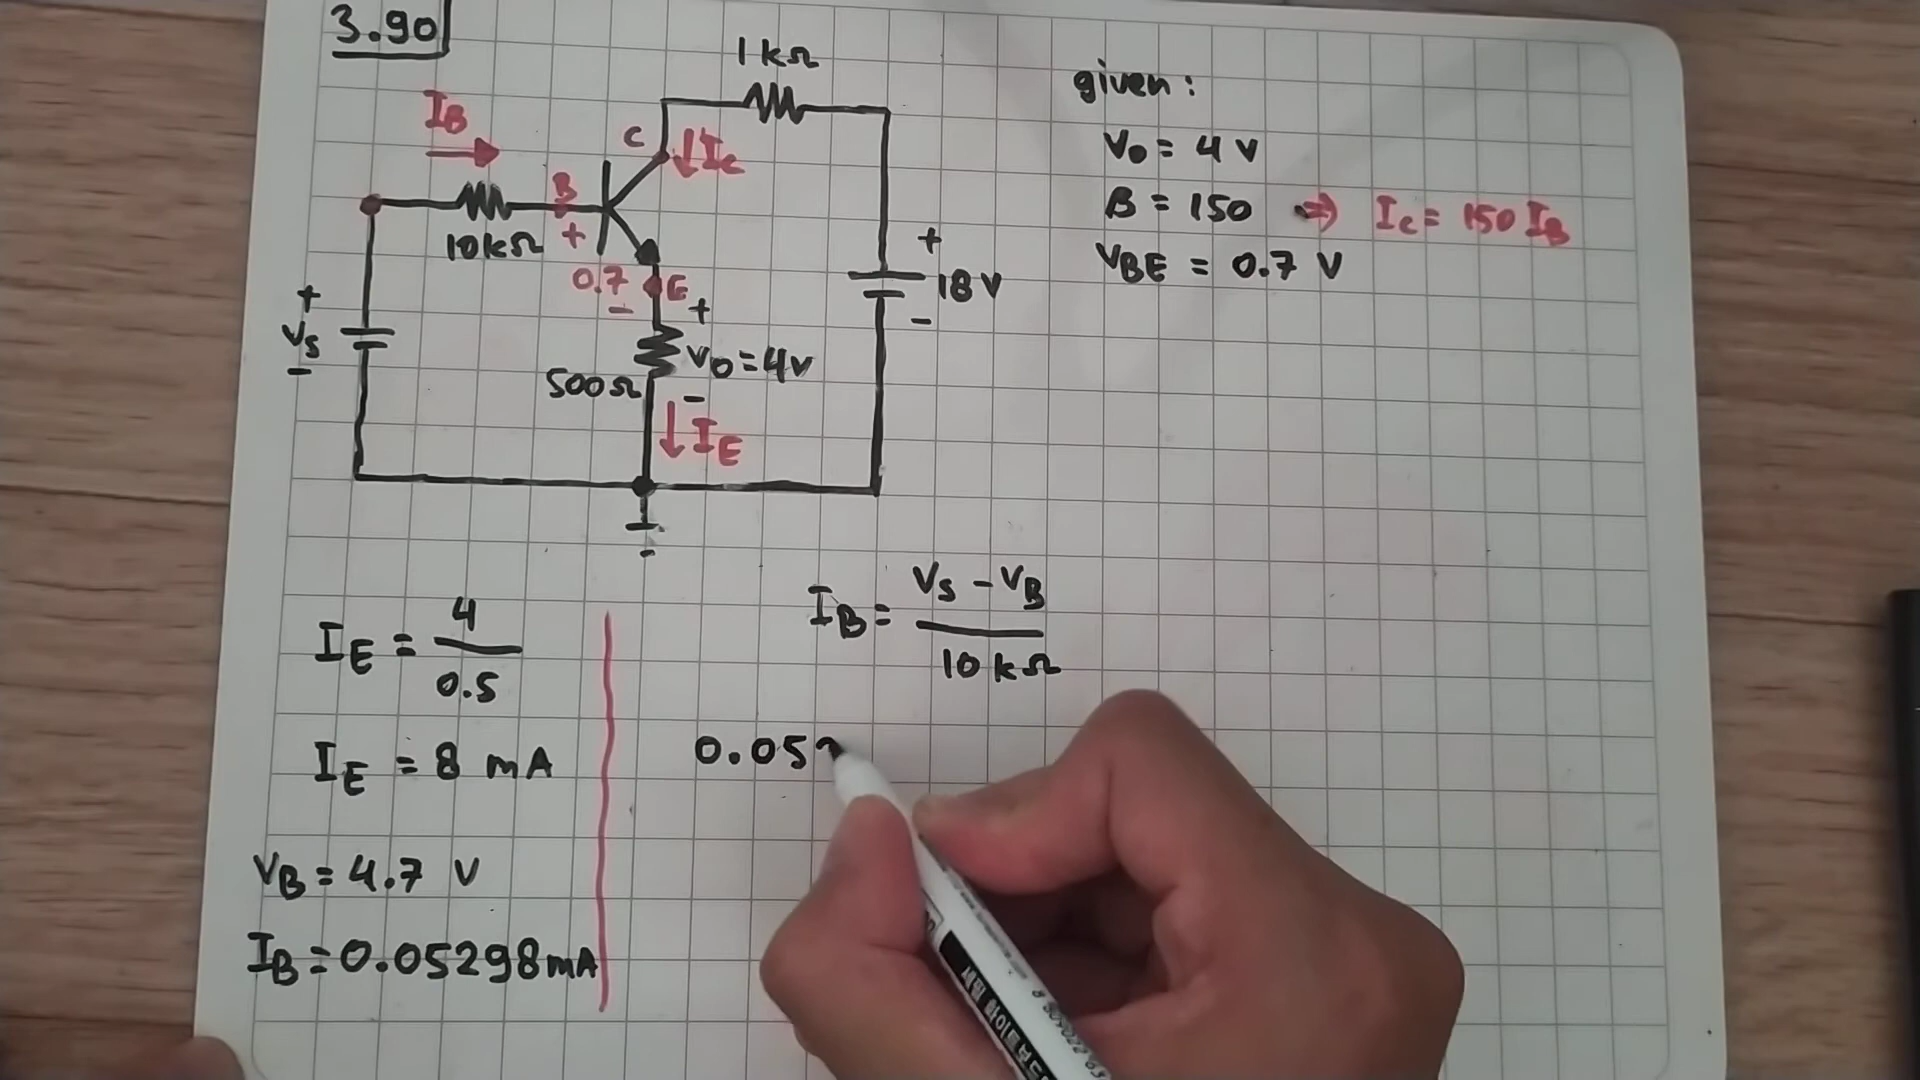 3.90
1kΩ
IB
C
IC
B
+
10kΩ
0.7
-
E
+
VS
-
+
500Ω
VO=4V
-
IE
+
18V
-
given:
VO = 4 V
B = 150 ⇒ IC = 150 IB
VBE = 0.7 V
IE = 4/0.5
IE = 8 mA
VB = 4.7 V
IB = 0.05298mA
IB = VS - VB / 10 kΩ
0.05